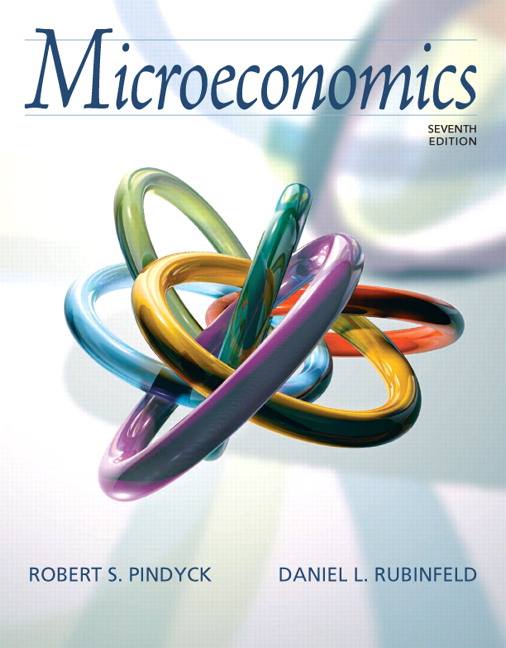 Microeconomics
SEVENTH
EDITION
ROBERT S. PINDYCK DANIEL L. RUBINFELD